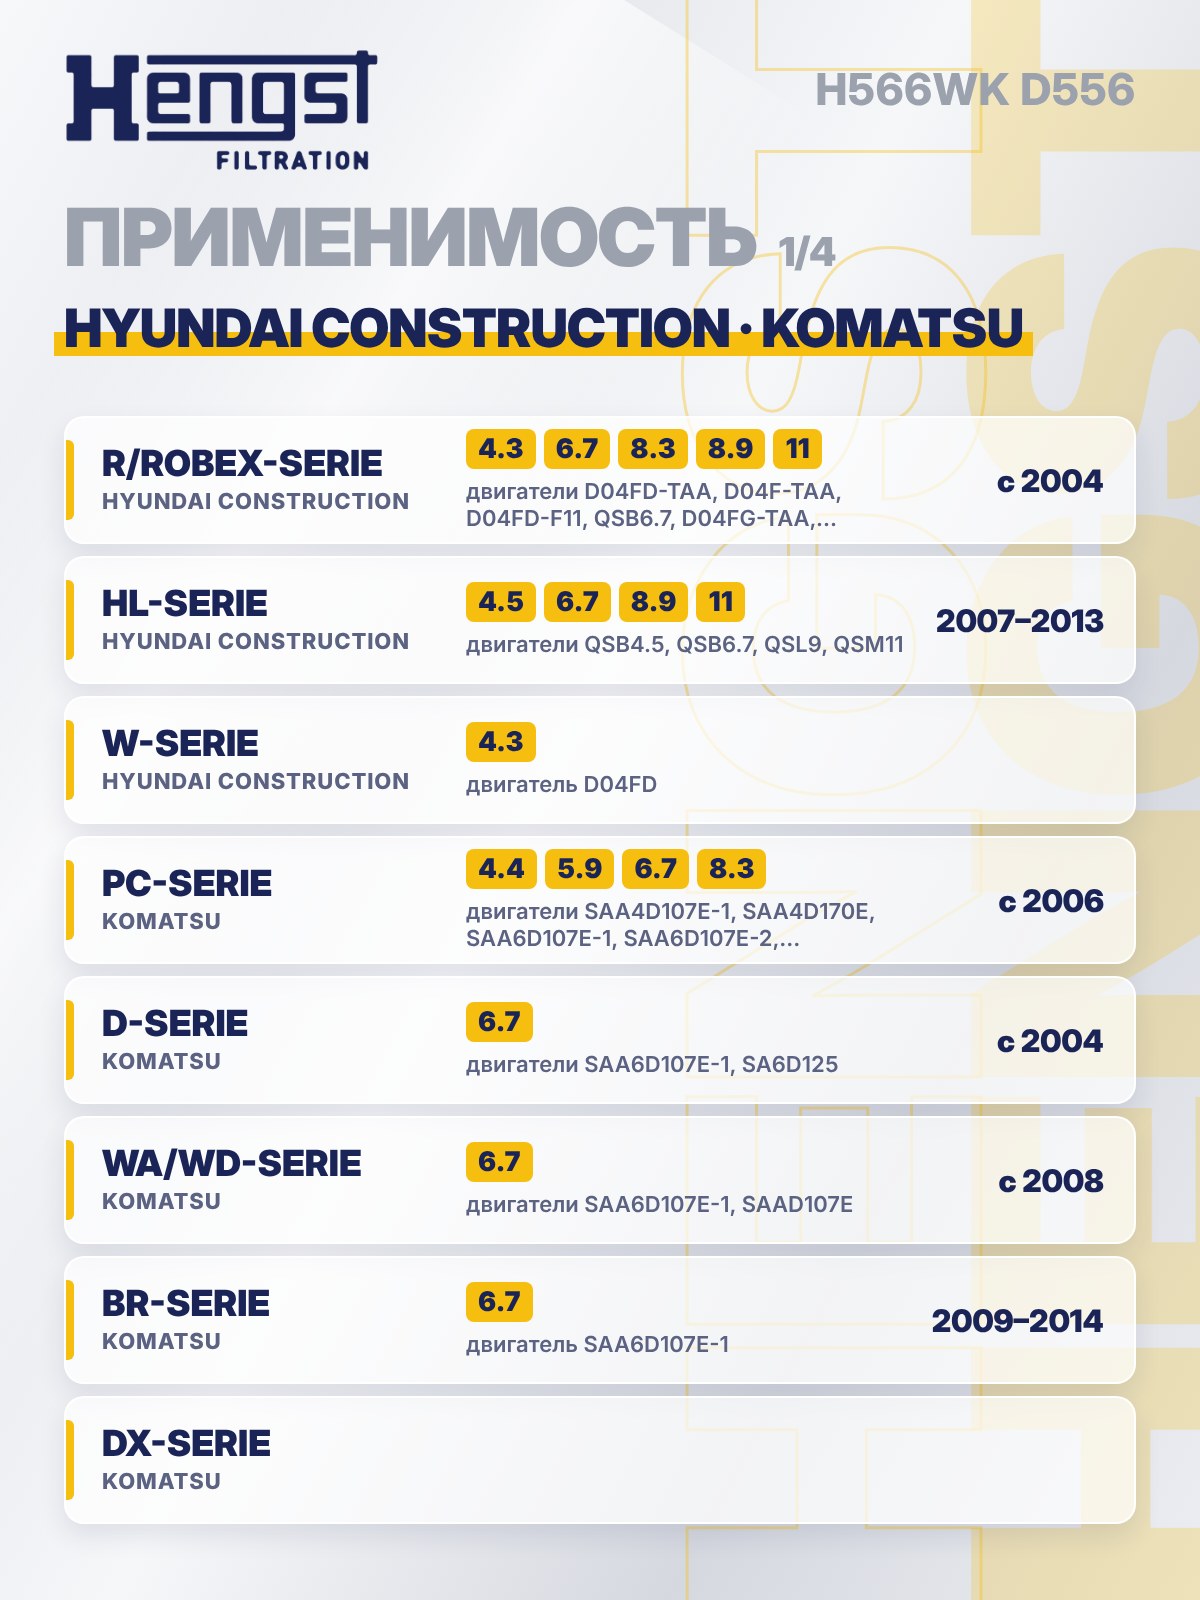 Hengst
FILTRATION
H566WK D556
ПРИМЕНИМОСТЬ 1/4
HYUNDAI CONSTRUCTION · KOMATSU
R/ROBEX-SERIE
HYUNDAI CONSTRUCTION
4.3 6.7 8.3 8.9 11
двигатели D04FD-TAA, D04F-TAA,
D04FD-F11, QSB6.7, D04FG-TAA,...
с 2004
HL-SERIE
HYUNDAI CONSTRUCTION
4.5 6.7 8.9 11
двигатели QSB4.5, QSB6.7, QSL9, QSM11
2007–2013
W-SERIE
HYUNDAI CONSTRUCTION
4.3
двигатель D04FD
PC-SERIE
KOMATSU
4.4 5.9 6.7 8.3
двигатели SAA4D107E-1, SAA4D170E,
SAA6D107E-1, SAA6D107E-2,...
с 2006
D-SERIE
KOMATSU
6.7
двигатели SAA6D107E-1, SA6D125
с 2004
WA/WD-SERIE
KOMATSU
6.7
двигатели SAA6D107E-1, SAAD107E
с 2008
BR-SERIE
KOMATSU
6.7
двигатель SAA6D107E-1
2009–2014
DX-SERIE
KOMATSU
HENGST
HENGST